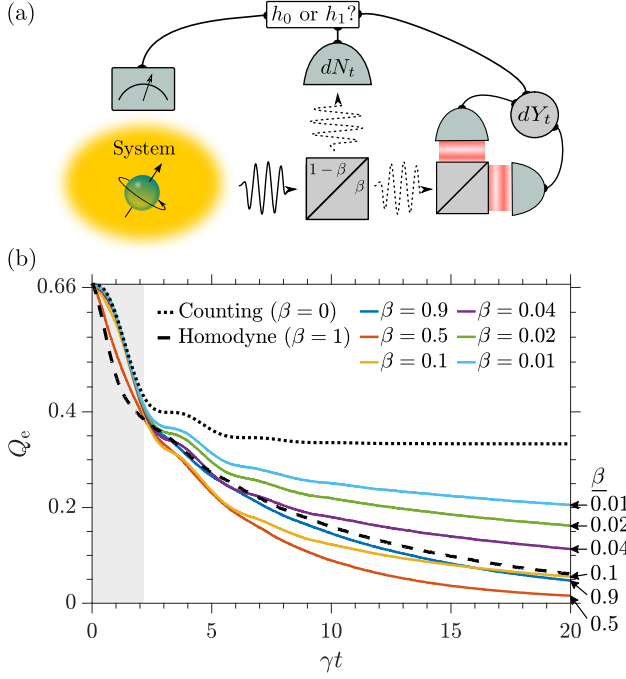 (a)
h₀ or h₁?
dNₜ
dYₜ
System
1 − β
β
(b)
0.66
0.4
0.2
0
Qₑ
Counting (β = 0)
Homodyne (β = 1)
β = 0.9
β = 0.5
β = 0.1
β = 0.04
β = 0.02
β = 0.01
β
0.01
0.02
0.04
0.1
0.9
0.5
0 5 10 15 20
γt